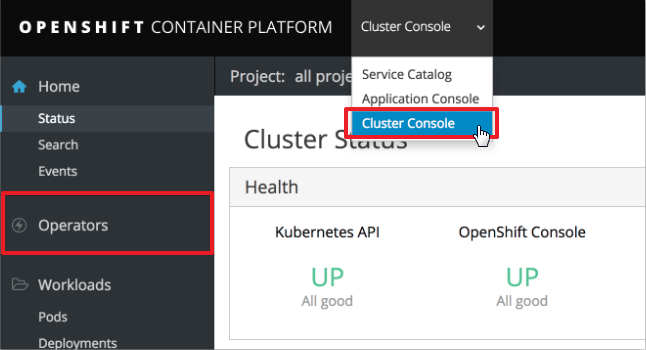 OPENSHIFT CONTAINER PLATFORM
Cluster Console
Service Catalog
Application Console
Cluster Console
Home
Status
Search
Events
Operators
Workloads
Pods
Deployments
Project: all proje
Cluster Status
Health
Kubernetes API
UP
All good
OpenShift Console
UP
All good